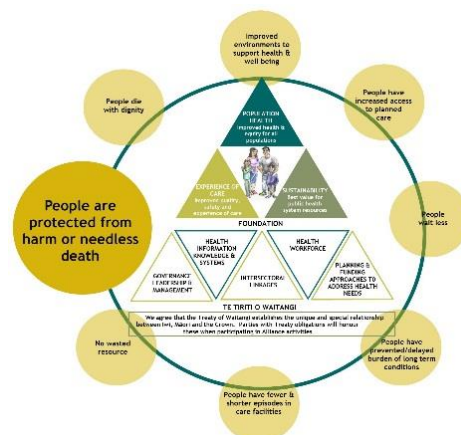 Improved
environments to
support health &
well being
People die
with dignity
People have
increased access
to planned
care
POPULATION
HEALTH
Improved health &
equity for all
populations
EXPERIENCE OF
CARE
Improved quality,
safety and
experience of care
SUSTAINABILITY
Best value for
public health
system resources
People are
protected from
harm or needless
death
People
wait less
FOUNDATION
HEALTH
INFORMATION
KNOWLEDGE &
SYSTEMS
HEALTH
WORKFORCE
GOVERNANCE
LEADERSHIP &
MANAGEMENT
INTERSECTORAL
LINKAGES
PLANNING &
FUNDING
APPROACHES TO
ADDRESS HEALTH
NEEDS
TE TIRITI O WAITANGI
We agree that the Treaty of Waitangi establishes the unique and special relationship
between Iwi, Māori and the Crown. Parties with Treaty obligations will honour
these when participating in Alliance activities
No wasted
resource
People have
prevented/delayed
burden of long term
conditions
People have fewer &
shorter episodes in
care facilities